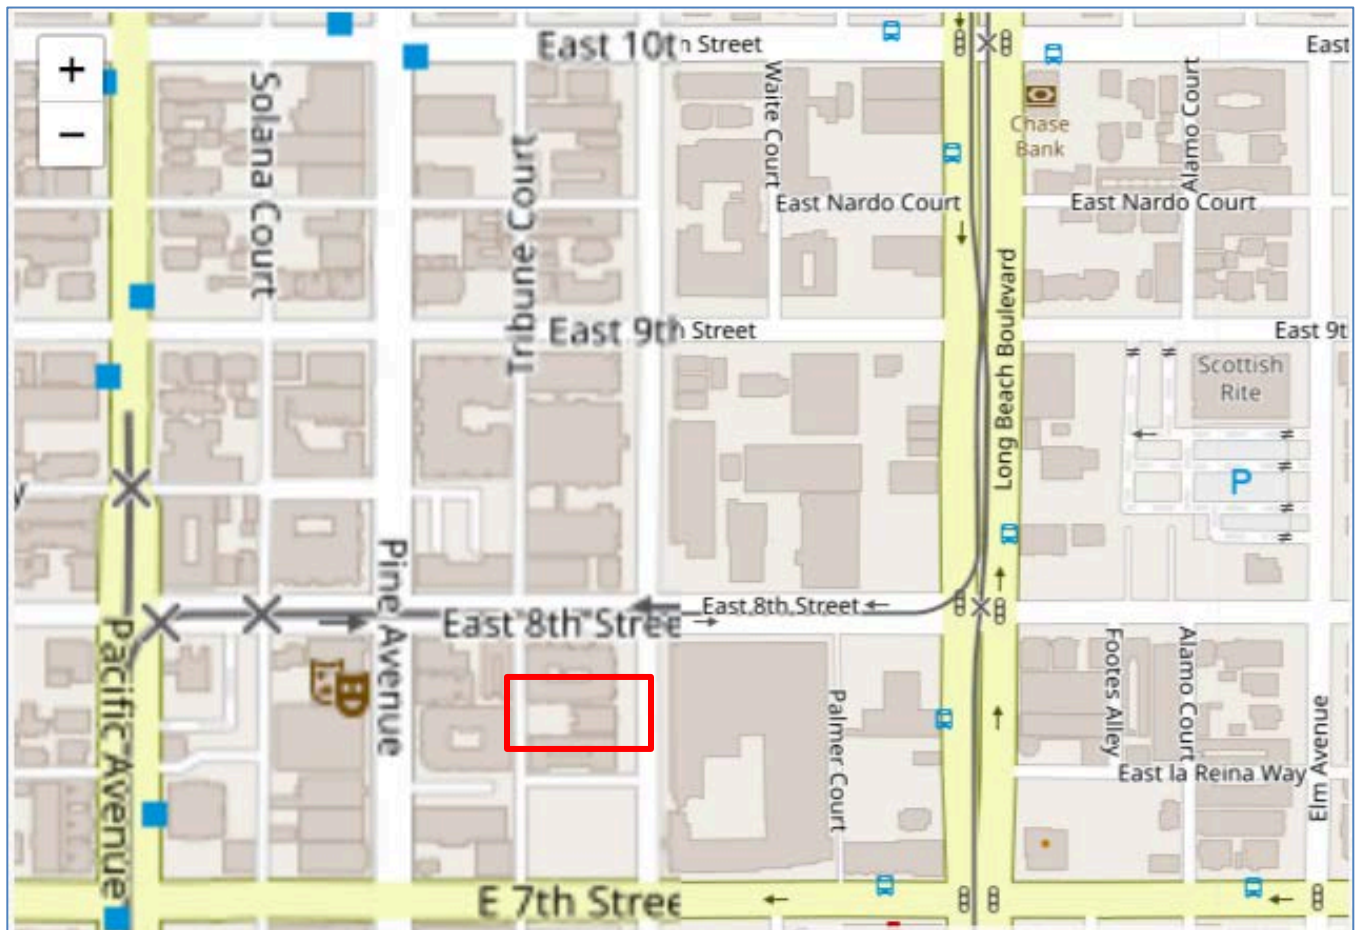 +
−
East 10th Street
East
Solana Court
Waite Court
Chase
Bank
Alamo Court
Tribune Court
East Nardo Court
East Nardo Court
Long Beach Boulevard
East 9th Street
East 9t
Scottish
Rite
y
P
Pine Avenue
East 8th Stree
East 8th Street
Pacific Avenue
Palmer Court
Footes Alley
Alamo Court
East la Reina Way
Elm Avenue
E 7th Stree